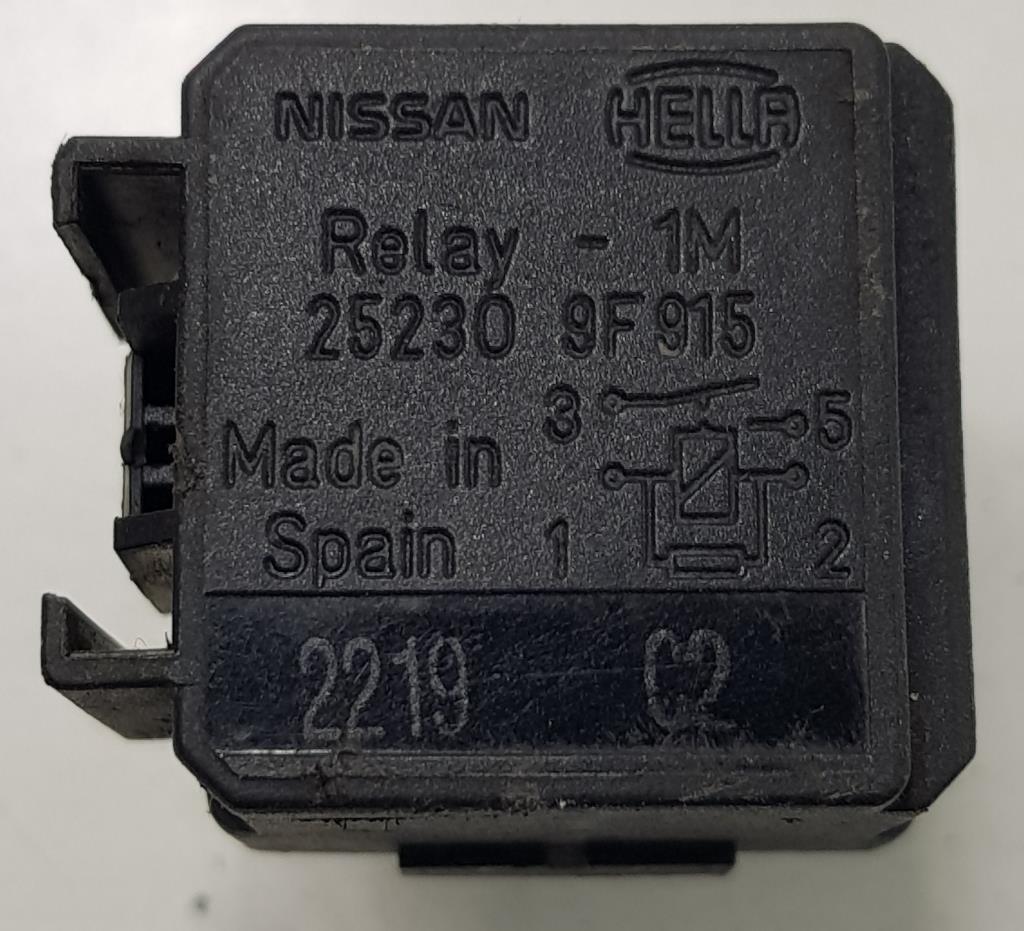 NISSAN HELLA
Relay - 1M
25230 9F915
3 5
Made in
Spain 1 2
2219 C2